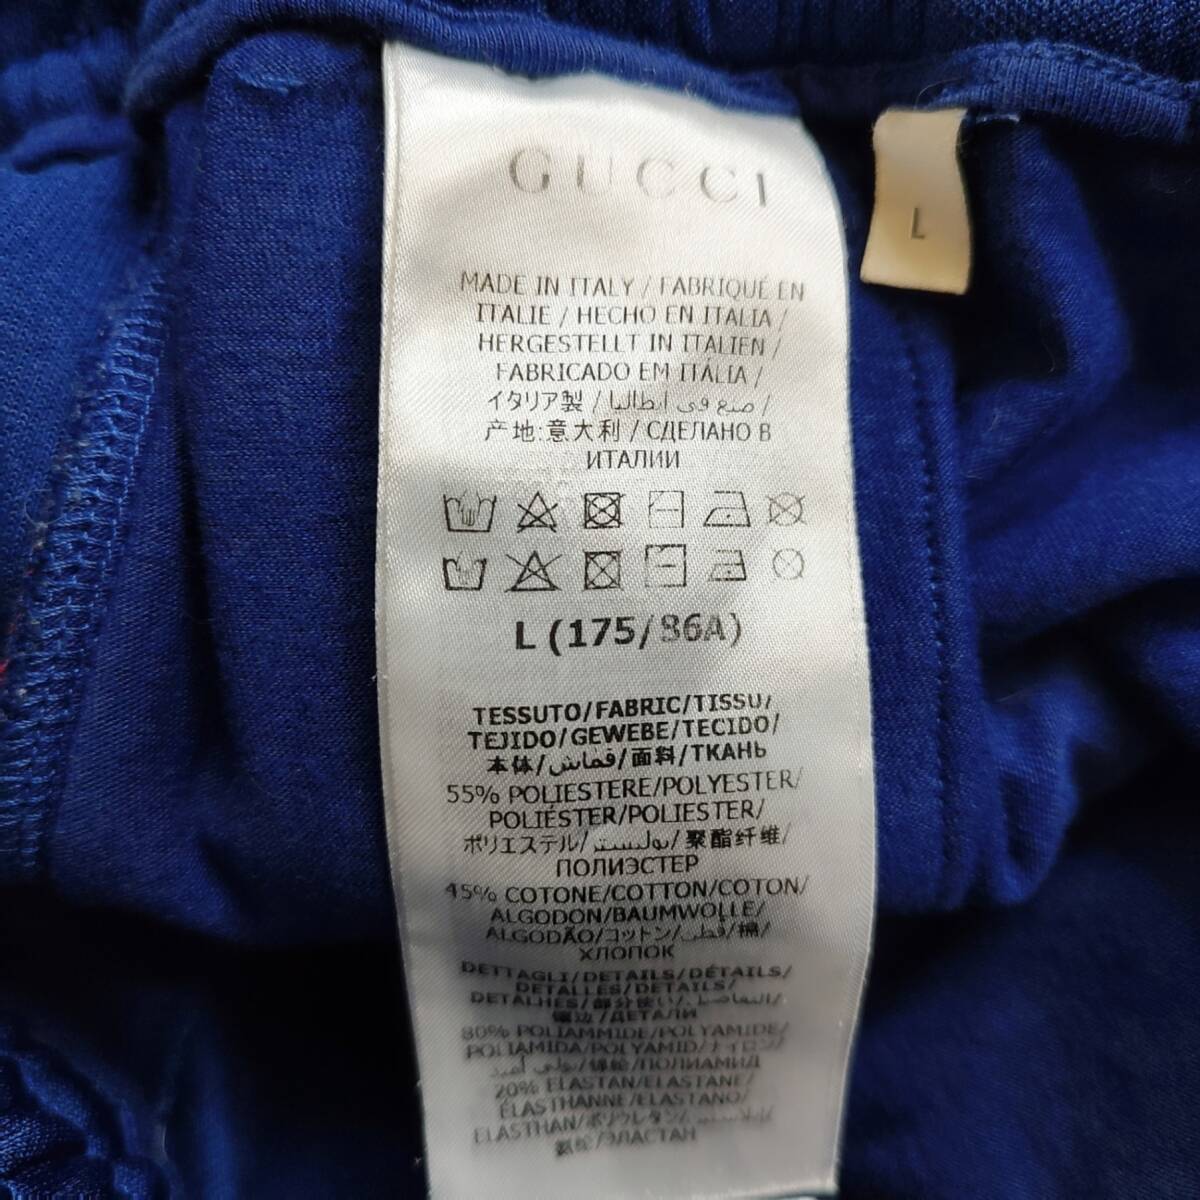 GUCCI
L
MADE IN ITALY / FABRIQUÉ EN
ITALIE / HECHO EN ITALIA /
HERGESTELLT IN ITALIEN /
FABRICADO EM ITÁLIA /
イタリア製 / صنع في ايطاليا /
产地:意大利 / СДЕЛАНО В
ИТАЛИИ
L (175/86A)
TESSUTO/FABRIC/TISSU/
TEJIDO/GEWEBE/TECIDO/
本体/قماش/面料/ТКАНЬ
55% POLIESTERE/POLYESTER/
POLIÉSTER/POLIESTER/
ポリエステル/بوليستر/聚酯纤维/
ПОЛИЭСТЕР
45% COTONE/COTTON/COTON/
ALGODON/BAUMWOLLE/
ALGODÃO/コットン/قطن/棉/
ХЛОПОК
DETTAGLI/DETAILS/DÉTAILS/
DETALLES/DETAILS/
DETALHES/部分使い/التفاصيل/
镶边/ДЕТАЛИ
80% POLIAMMIDE/POLYAMIDE/
POLIAMIDA/POLYAMID/ナイロン/
بولي أميد/锦纶/ПОЛИАМИД
20% ELASTAN/ELASTANE/
ÉLASTHANNE/ELASTANO/
ELASTHAN/ポリウレタン/
氨纶/ЭЛАСТАН